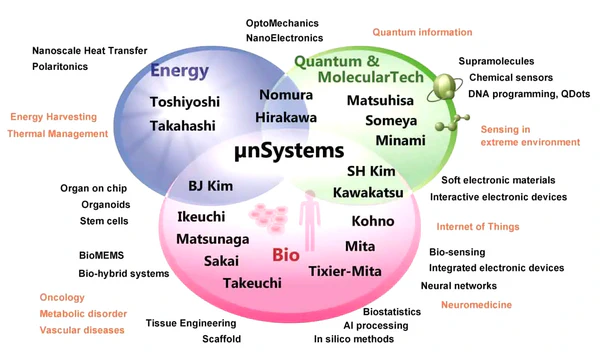 OptoMechanics
NanoElectronics
Quantum information
Nanoscale Heat Transfer
Polaritonics
Energy
Quantum &
MolecularTech
Supramolecules
Chemical sensors
DNA programming, QDots
Toshiyoshi
Takahashi
Nomura
Hirakawa
Matsuhisa
Someya
Minami
Energy Harvesting
Thermal Management
Sensing in
extreme environment
µnSystems
BJ Kim
SH Kim
Kawakatsu
Organ on chip
Organoids
Stem cells
Soft electronic materials
Interactive electronic devices
Ikeuchi
Matsunaga
Sakai
Takeuchi
Bio
Kohno
Mita
Tixier-Mita
Internet of Things
BioMEMS
Bio-hybrid systems
Bio-sensing
Integrated electronic devices
Neural networks
Oncology
Metabolic disorder
Vascular diseases
Neuromedicine
Tissue Engineering
Scaffold
Biostatistics
AI processing
In silico methods